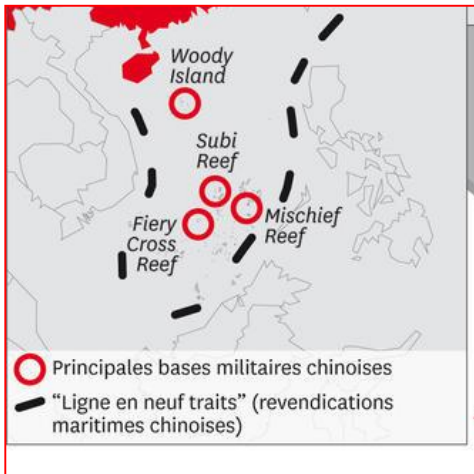 Woody
Island
Subi
Reef
Fiery
Cross
Reef
Mischief
Reef
Principales bases militaires chinoises
“Ligne en neuf traits” (revendications
maritimes chinoises)